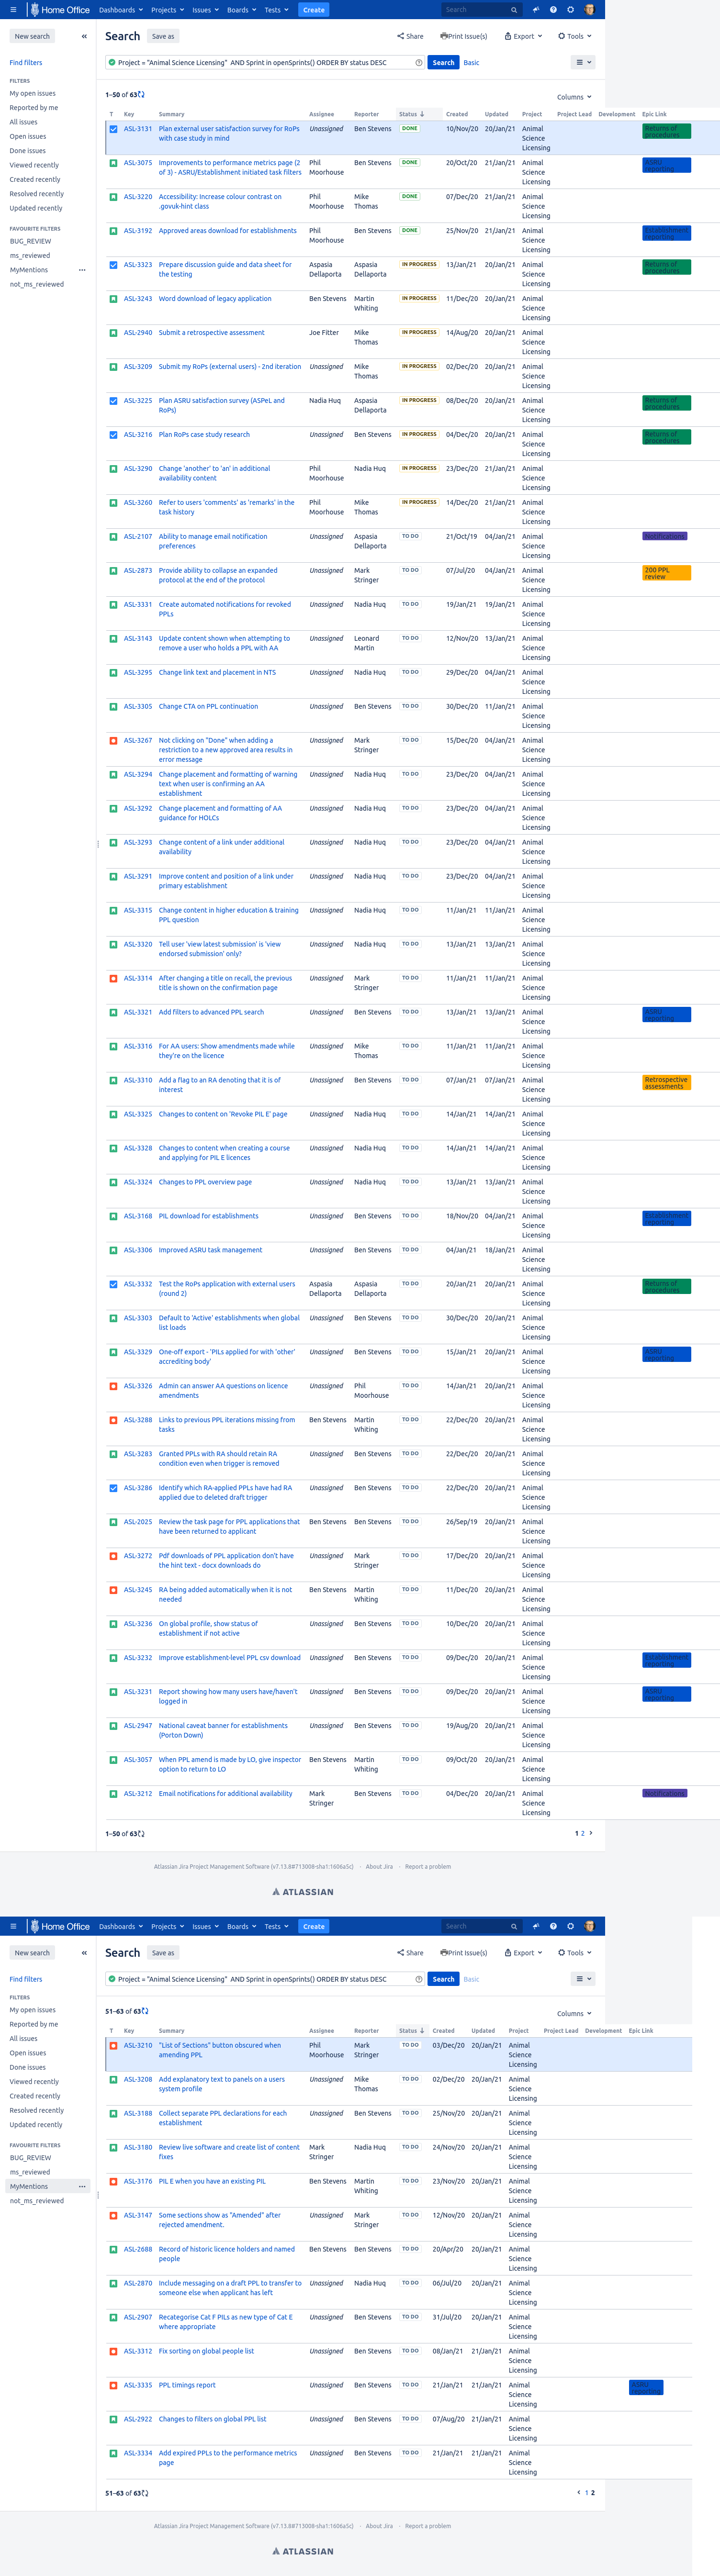 Home Office Dashboards Projects Issues Boards Tests Create Search
New search
Find filters
FILTERS
My open issues
Reported by me
All issues
Open issues
Done issues
Viewed recently
Created recently
Resolved recently
Updated recently
FAVOURITE FILTERS
BUG_REVIEW
ms_reviewed
MyMentions
not_ms_reviewed
Search Save as Share Print Issue(s) Export Tools
Project = "Animal Science Licensing" AND Sprint in openSprints() ORDER BY status DESC Search Basic
1–50 of 63 Columns
T Key Summary Assignee Reporter Status Created Updated Project Project Lead Development Epic Link
ASL-3131 Plan external user satisfaction survey for RoPs with case study in mind Unassigned Ben Stevens DONE 10/Nov/20 20/Jan/21 Animal Science Licensing Returns of procedures
ASL-3075 Improvements to performance metrics page (2 of 3) - ASRU/Establishment initiated task filters Phil Moorhouse Ben Stevens DONE 20/Oct/20 21/Jan/21 Animal Science Licensing ASRU reporting
ASL-3220 Accessibility: Increase colour contrast on .govuk-hint class Phil Moorhouse Mike Thomas DONE 07/Dec/20 21/Jan/21 Animal Science Licensing
ASL-3192 Approved areas download for establishments Phil Moorhouse Ben Stevens DONE 25/Nov/20 21/Jan/21 Animal Science Licensing Establishment reporting
ASL-3323 Prepare discussion guide and data sheet for the testing Aspasia Dellaporta Aspasia Dellaporta IN PROGRESS 13/Jan/21 20/Jan/21 Animal Science Licensing Returns of procedures
ASL-3243 Word download of legacy application Ben Stevens Martin Whiting IN PROGRESS 11/Dec/20 20/Jan/21 Animal Science Licensing
ASL-2940 Submit a retrospective assessment Joe Fitter Mike Thomas IN PROGRESS 14/Aug/20 20/Jan/21 Animal Science Licensing
ASL-3209 Submit my RoPs (external users) - 2nd iteration Unassigned Mike Thomas IN PROGRESS 02/Dec/20 20/Jan/21 Animal Science Licensing
ASL-3225 Plan ASRU satisfaction survey (ASPeL and RoPs) Nadia Huq Aspasia Dellaporta IN PROGRESS 08/Dec/20 20/Jan/21 Animal Science Licensing Returns of procedures
ASL-3216 Plan RoPs case study research Unassigned Ben Stevens IN PROGRESS 04/Dec/20 20/Jan/21 Animal Science Licensing Returns of procedures
ASL-3290 Change 'another' to 'an' in additional availability content Phil Moorhouse Nadia Huq IN PROGRESS 23/Dec/20 21/Jan/21 Animal Science Licensing
ASL-3260 Refer to users 'comments' as 'remarks' in the task history Phil Moorhouse Mike Thomas IN PROGRESS 14/Dec/20 21/Jan/21 Animal Science Licensing
ASL-2107 Ability to manage email notification preferences Unassigned Aspasia Dellaporta TO DO 21/Oct/19 04/Jan/21 Animal Science Licensing Notifications
ASL-2873 Provide ability to collapse an expanded protocol at the end of the protocol Unassigned Mark Stringer TO DO 07/Jul/20 04/Jan/21 Animal Science Licensing 200 PPL review
ASL-3331 Create automated notifications for revoked PPLs Unassigned Nadia Huq TO DO 19/Jan/21 19/Jan/21 Animal Science Licensing
ASL-3143 Update content shown when attempting to remove a user who holds a PPL with AA Unassigned Leonard Martin TO DO 12/Nov/20 13/Jan/21 Animal Science Licensing
ASL-3295 Change link text and placement in NTS Unassigned Nadia Huq TO DO 29/Dec/20 04/Jan/21 Animal Science Licensing
ASL-3305 Change CTA on PPL continuation Unassigned Ben Stevens TO DO 30/Dec/20 11/Jan/21 Animal Science Licensing
ASL-3267 Not clicking on "Done" when adding a restriction to a new approved area results in error message Unassigned Mark Stringer TO DO 15/Dec/20 04/Jan/21 Animal Science Licensing
ASL-3294 Change placement and formatting of warning text when user is confirming an AA establishment Unassigned Nadia Huq TO DO 23/Dec/20 04/Jan/21 Animal Science Licensing
ASL-3292 Change placement and formatting of AA guidance for HOLCs Unassigned Nadia Huq TO DO 23/Dec/20 04/Jan/21 Animal Science Licensing
ASL-3293 Change content of a link under additional availability Unassigned Nadia Huq TO DO 23/Dec/20 04/Jan/21 Animal Science Licensing
ASL-3291 Improve content and position of a link under primary establishment Unassigned Nadia Huq TO DO 23/Dec/20 04/Jan/21 Animal Science Licensing
ASL-3315 Change content in higher education & training PPL question Unassigned Nadia Huq TO DO 11/Jan/21 11/Jan/21 Animal Science Licensing
ASL-3320 Tell user 'view latest submission' is 'view endorsed submission' only? Unassigned Nadia Huq TO DO 13/Jan/21 13/Jan/21 Animal Science Licensing
ASL-3314 After changing a title on recall, the previous title is shown on the confirmation page Unassigned Mark Stringer TO DO 11/Jan/21 11/Jan/21 Animal Science Licensing
ASL-3321 Add filters to advanced PPL search Unassigned Ben Stevens TO DO 13/Jan/21 13/Jan/21 Animal Science Licensing ASRU reporting
ASL-3316 For AA users: Show amendments made while they're on the licence Unassigned Mike Thomas TO DO 11/Jan/21 11/Jan/21 Animal Science Licensing
ASL-3310 Add a flag to an RA denoting that it is of interest Unassigned Ben Stevens TO DO 07/Jan/21 07/Jan/21 Animal Science Licensing Retrospective assessments
ASL-3325 Changes to content on 'Revoke PIL E' page Unassigned Nadia Huq TO DO 14/Jan/21 14/Jan/21 Animal Science Licensing
ASL-3328 Changes to content when creating a course and applying for PIL E licences Unassigned Nadia Huq TO DO 14/Jan/21 14/Jan/21 Animal Science Licensing
ASL-3324 Changes to PPL overview page Unassigned Nadia Huq TO DO 13/Jan/21 13/Jan/21 Animal Science Licensing
ASL-3168 PIL download for establishments Unassigned Ben Stevens TO DO 18/Nov/20 04/Jan/21 Animal Science Licensing Establishment reporting
ASL-3306 Improved ASRU task management Unassigned Ben Stevens TO DO 04/Jan/21 18/Jan/21 Animal Science Licensing
ASL-3332 Test the RoPs application with external users (round 2) Aspasia Dellaporta Aspasia Dellaporta TO DO 20/Jan/21 20/Jan/21 Animal Science Licensing Returns of procedures
ASL-3303 Default to 'Active' establishments when global list loads Unassigned Ben Stevens TO DO 30/Dec/20 20/Jan/21 Animal Science Licensing
ASL-3329 One-off export - 'PILs applied for with 'other' accrediting body' Unassigned Ben Stevens TO DO 15/Jan/21 20/Jan/21 Animal Science Licensing ASRU reporting
ASL-3326 Admin can answer AA questions on licence amendments Unassigned Phil Moorhouse TO DO 14/Jan/21 20/Jan/21 Animal Science Licensing
ASL-3288 Links to previous PPL iterations missing from tasks Ben Stevens Martin Whiting TO DO 22/Dec/20 20/Jan/21 Animal Science Licensing
ASL-3283 Granted PPLs with RA should retain RA condition even when trigger is removed Unassigned Ben Stevens TO DO 22/Dec/20 20/Jan/21 Animal Science Licensing
ASL-3286 Identify which RA-applied PPLs have had RA applied due to deleted draft trigger Unassigned Ben Stevens TO DO 22/Dec/20 20/Jan/21 Animal Science Licensing
ASL-2025 Review the task page for PPL applications that have been returned to applicant Ben Stevens Ben Stevens TO DO 26/Sep/19 20/Jan/21 Animal Science Licensing
ASL-3272 Pdf downloads of PPL application don't have the hint text - docx downloads do Unassigned Mark Stringer TO DO 17/Dec/20 20/Jan/21 Animal Science Licensing
ASL-3245 RA being added automatically when it is not needed Ben Stevens Martin Whiting TO DO 11/Dec/20 20/Jan/21 Animal Science Licensing
ASL-3236 On global profile, show status of establishment if not active Unassigned Ben Stevens TO DO 10/Dec/20 20/Jan/21 Animal Science Licensing
ASL-3232 Improve establishment-level PPL csv download Unassigned Ben Stevens TO DO 09/Dec/20 20/Jan/21 Animal Science Licensing Establishment reporting
ASL-3231 Report showing how many users have/haven't logged in Unassigned Ben Stevens TO DO 09/Dec/20 20/Jan/21 Animal Science Licensing ASRU reporting
ASL-2947 National caveat banner for establishments (Porton Down) Unassigned Ben Stevens TO DO 19/Aug/20 20/Jan/21 Animal Science Licensing
ASL-3057 When PPL amend is made by LO, give inspector option to return to LO Ben Stevens Martin Whiting TO DO 09/Oct/20 20/Jan/21 Animal Science Licensing
ASL-3212 Email notifications for additional availability Mark Stringer Ben Stevens TO DO 04/Dec/20 20/Jan/21 Animal Science Licensing Notifications
1–50 of 63 1 2
Atlassian Jira Project Management Software (v7.13.8#713008-sha1:1606a5c) · About Jira · Report a problem
ATLASSIAN
Home Office Dashboards Projects Issues Boards Tests Create Search
New search
Find filters
FILTERS
My open issues
Reported by me
All issues
Open issues
Done issues
Viewed recently
Created recently
Resolved recently
Updated recently
FAVOURITE FILTERS
BUG_REVIEW
ms_reviewed
MyMentions
not_ms_reviewed
Search Save as Share Print Issue(s) Export Tools
Project = "Animal Science Licensing" AND Sprint in openSprints() ORDER BY status DESC Search Basic
51–63 of 63 Columns
T Key Summary Assignee Reporter Status Created Updated Project Project Lead Development Epic Link
ASL-3210 "List of Sections" button obscured when amending PPL Phil Moorhouse Mark Stringer TO DO 03/Dec/20 20/Jan/21 Animal Science Licensing
ASL-3208 Add explanatory text to panels on a users system profile Unassigned Mike Thomas TO DO 02/Dec/20 20/Jan/21 Animal Science Licensing
ASL-3188 Collect separate PPL declarations for each establishment Unassigned Ben Stevens TO DO 25/Nov/20 20/Jan/21 Animal Science Licensing
ASL-3180 Review live software and create list of content fixes Mark Stringer Nadia Huq TO DO 24/Nov/20 20/Jan/21 Animal Science Licensing
ASL-3176 PIL E when you have an existing PIL Ben Stevens Martin Whiting TO DO 23/Nov/20 20/Jan/21 Animal Science Licensing
ASL-3147 Some sections show as "Amended" after rejected amendment. Unassigned Mark Stringer TO DO 12/Nov/20 20/Jan/21 Animal Science Licensing
ASL-2688 Record of historic licence holders and named people Ben Stevens Ben Stevens TO DO 20/Apr/20 20/Jan/21 Animal Science Licensing
ASL-2870 Include messaging on a draft PPL to transfer to someone else when applicant has left Unassigned Nadia Huq TO DO 06/Jul/20 20/Jan/21 Animal Science Licensing
ASL-2907 Recategorise Cat F PILs as new type of Cat E where appropriate Unassigned Ben Stevens TO DO 31/Jul/20 20/Jan/21 Animal Science Licensing
ASL-3312 Fix sorting on global people list Unassigned Ben Stevens TO DO 08/Jan/21 21/Jan/21 Animal Science Licensing
ASL-3335 PPL timings report Unassigned Ben Stevens TO DO 21/Jan/21 21/Jan/21 Animal Science Licensing ASRU reporting
ASL-2922 Changes to filters on global PPL list Unassigned Ben Stevens TO DO 07/Aug/20 21/Jan/21 Animal Science Licensing
ASL-3334 Add expired PPLs to the performance metrics page Unassigned Ben Stevens TO DO 21/Jan/21 21/Jan/21 Animal Science Licensing
51–63 of 63 1 2
Atlassian Jira Project Management Software (v7.13.8#713008-sha1:1606a5c) · About Jira · Report a problem
ATLASSIAN